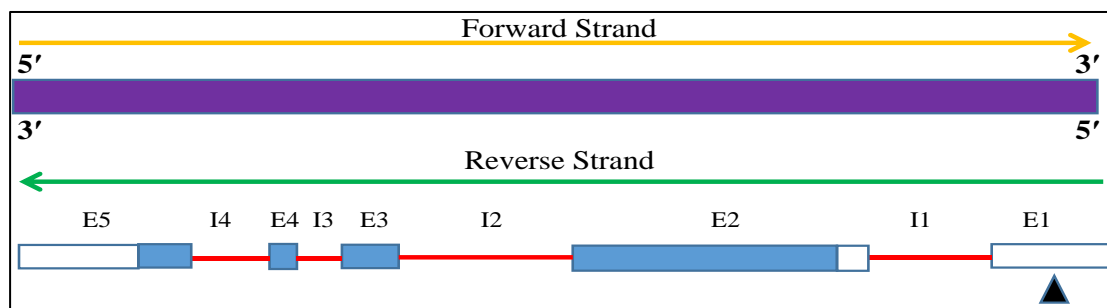 Forward Strand
5′ 3′
3′ 5′
Reverse Strand
E5 I4 E4 I3 E3 I2 E2 I1 E1